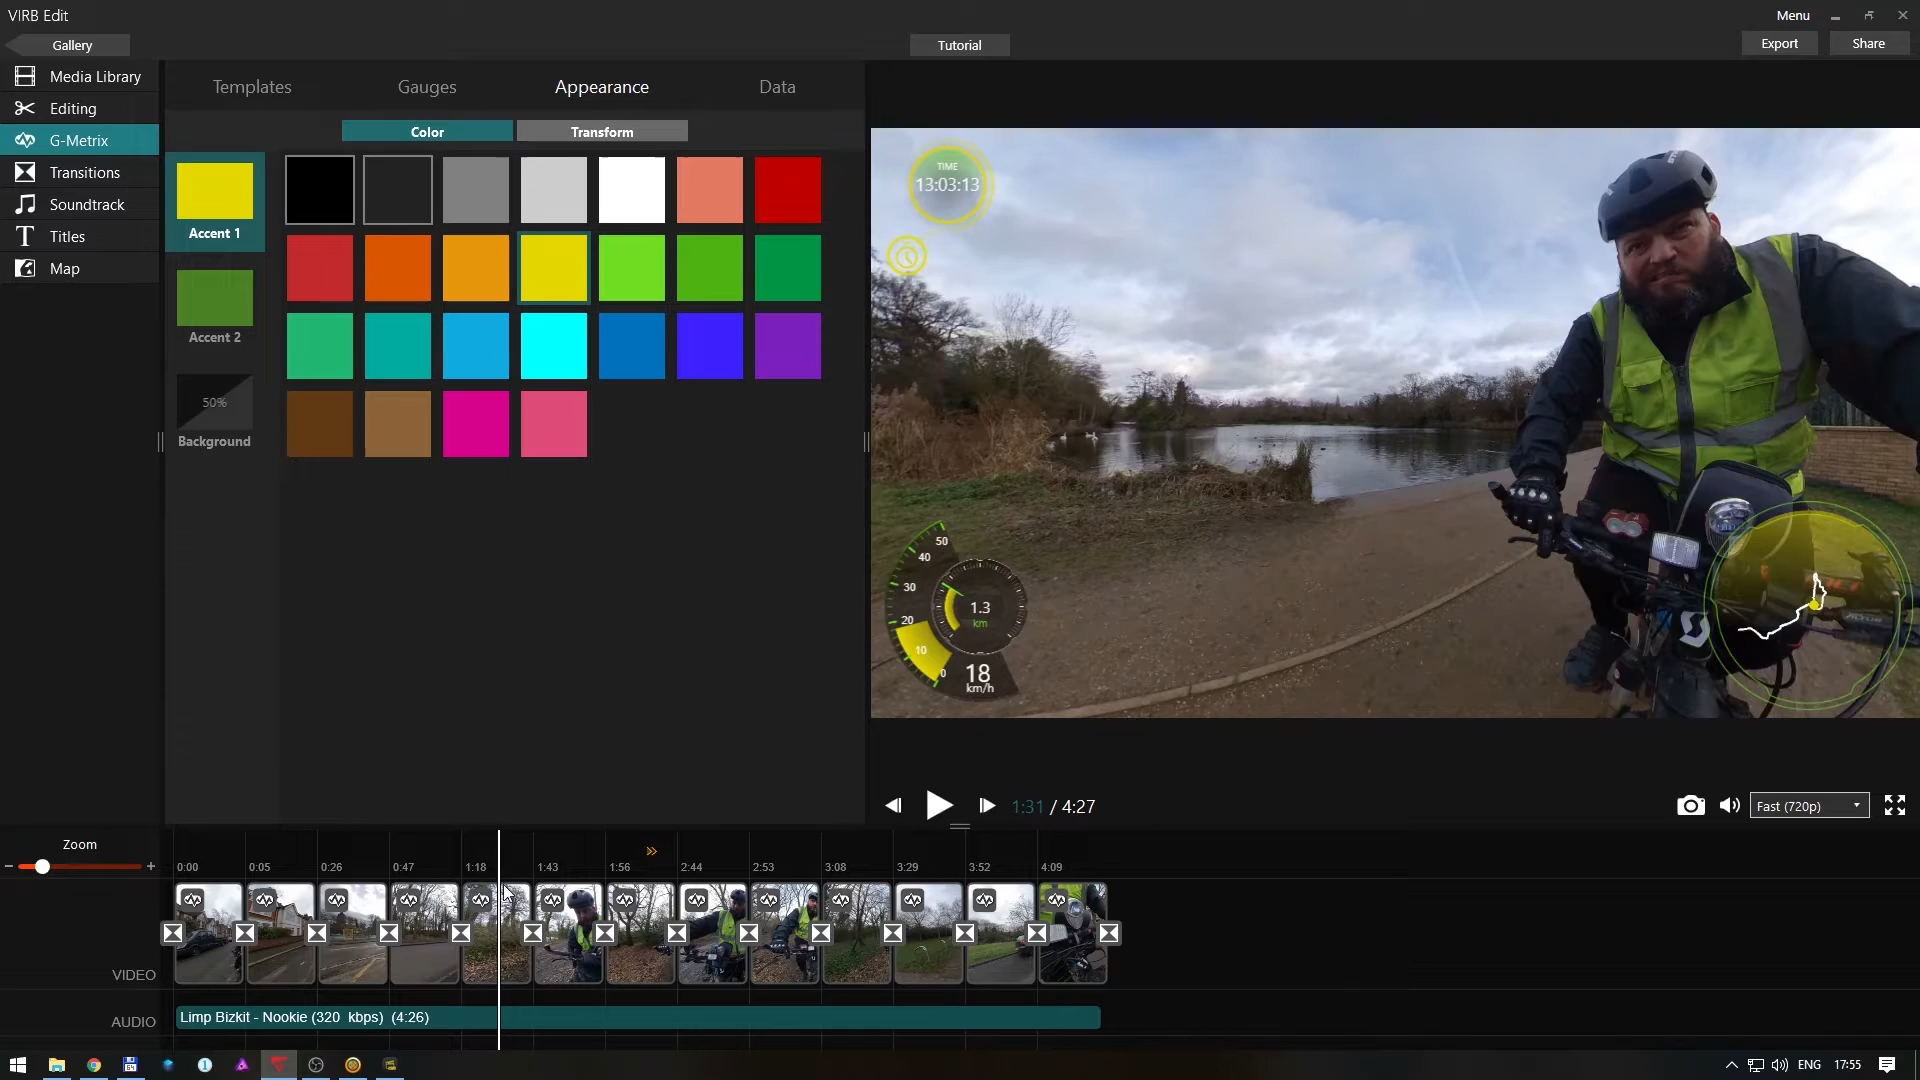 VIRB Edit
Menu
Gallery
Tutorial
Export
Share
Media Library
Editing
G-Metrix
Transitions
Soundtrack
Titles
Map
Templates
Gauges
Appearance
Data
Color
Transform
Accent 1
Accent 2
50%
Background
TIME
13:03:13
50
40
30
20
10
0
1.3
km
18
km/h
1:31 / 4:27
Fast (720p)
Zoom
0:00
0:05
0:26
0:47
1:18
1:43
1:56
2:44
2:53
3:08
3:29
3:52
4:09
VIDEO
AUDIO
Limp Bizkit - Nookie (320 kbps) (4:26)
ENG
17:55